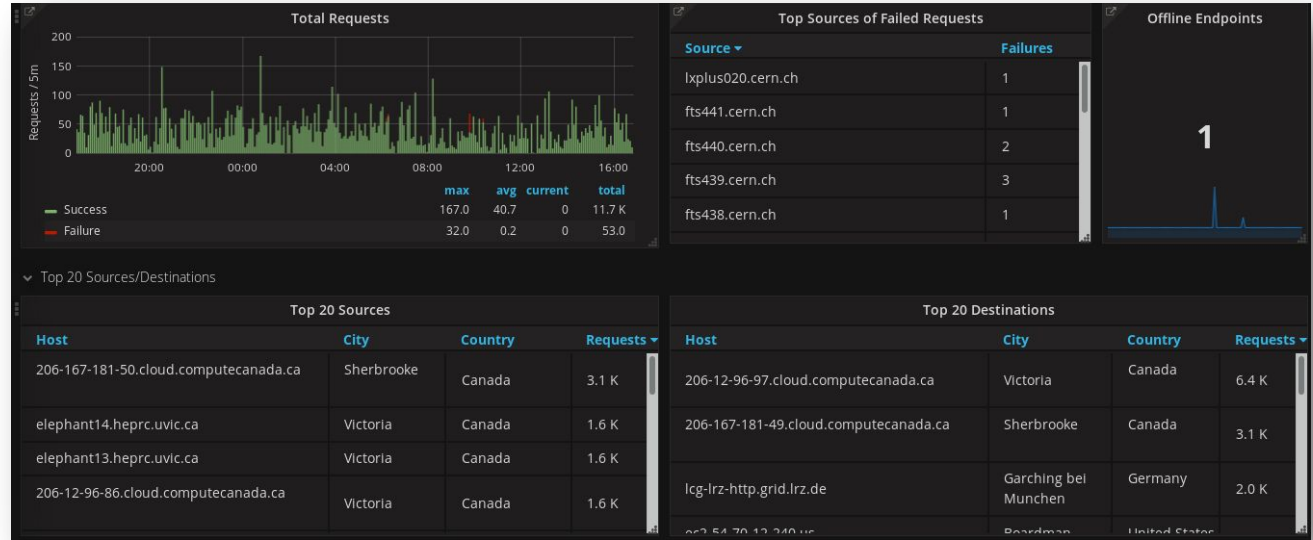 Total Requests
200
150
100
50
0
Requests / 5m
20:00 00:00 04:00 08:00 12:00 16:00
max avg current total
Success 167.0 40.7 0 11.7 K
Failure 32.0 0.2 0 53.0
Top Sources of Failed Requests
Source Failures
lxplus020.cern.ch 1
fts441.cern.ch 1
fts440.cern.ch 2
fts439.cern.ch 3
fts438.cern.ch 1
Offline Endpoints
1
Top 20 Sources/Destinations
Top 20 Sources
Host City Country Requests
206-167-181-50.cloud.computecanada.ca Sherbrooke Canada 3.1 K
elephant14.heprc.uvic.ca Victoria Canada 1.6 K
elephant13.heprc.uvic.ca Victoria Canada 1.6 K
206-12-96-86.cloud.computecanada.ca Victoria Canada 1.6 K
Top 20 Destinations
Host City Country Requests
206-12-96-97.cloud.computecanada.ca Victoria Canada 6.4 K
206-167-181-49.cloud.computecanada.ca Sherbrooke Canada 3.1 K
lcg-lrz-http.grid.lrz.de Garching bei Munchen Germany 2.0 K
Boardman United States